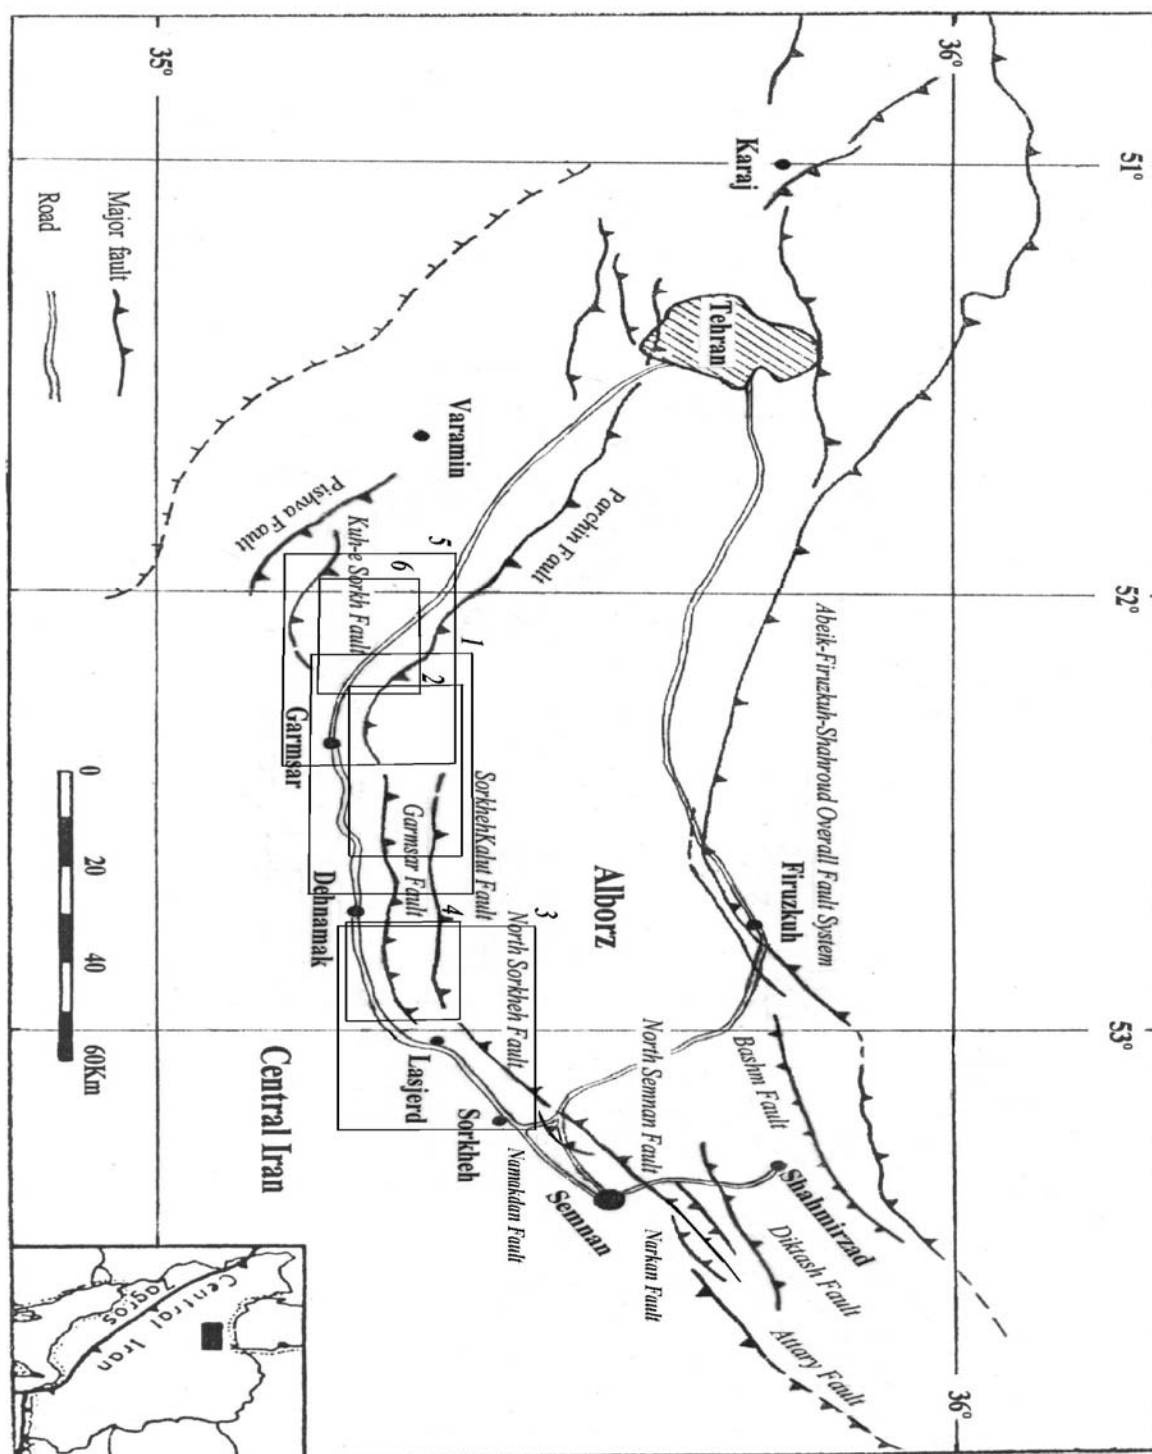 51°
52°
53°
36°
36°
35°
Karaj
Tehran
Varamin
Parchin Fault
Pishva Fault
Kuh-e Sorkh Fault
5
6
1
2
Abeik-Firuzkuh-Shahroud Overall Fault System
Firuzkuh
Alborz
SorkhehKalut Fault
Garmsar Fault
Garmsar
Dehnamak
3
4
North Sorkheh Fault
North Semnan Fault
Bashm Fault
Lasjerd
Sorkheh
Namakdan Fault
Semnan
Shahmirzad
Diktash Fault
Narkan Fault
Attary Fault
Central Iran
Major fault
Road
0 20 40 60Km
Central Iran
Zagros